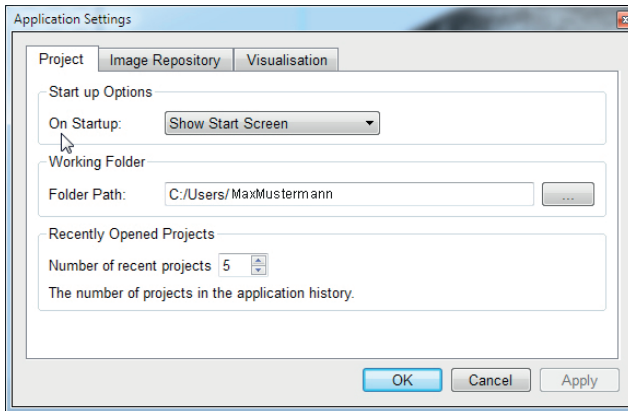 Application Settings
Project Image Repository Visualisation
Start up Options
On Startup: Show Start Screen
Working Folder
Folder Path: C:/Users/MaxMustermann ...
Recently Opened Projects
Number of recent projects 5
The number of projects in the application history.
OK Cancel Apply